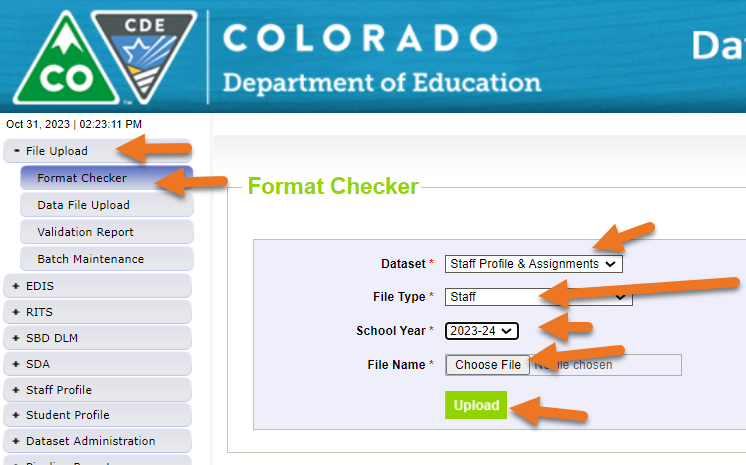 CDE
CO
TM
COLORADO
Department of Education
Da
Oct 31, 2023 | 02:23:11 PM
- File Upload
Format Checker
Data File Upload
Validation Report
Batch Maintenance
+ EDIS
+ RITS
+ SBD DLM
+ SDA
+ Staff Profile
+ Student Profile
+ Dataset Administration
Format Checker
Dataset * Staff Profile & Assignments
File Type * Staff
School Year * 2023-24
File Name * Choose File chosen
Upload